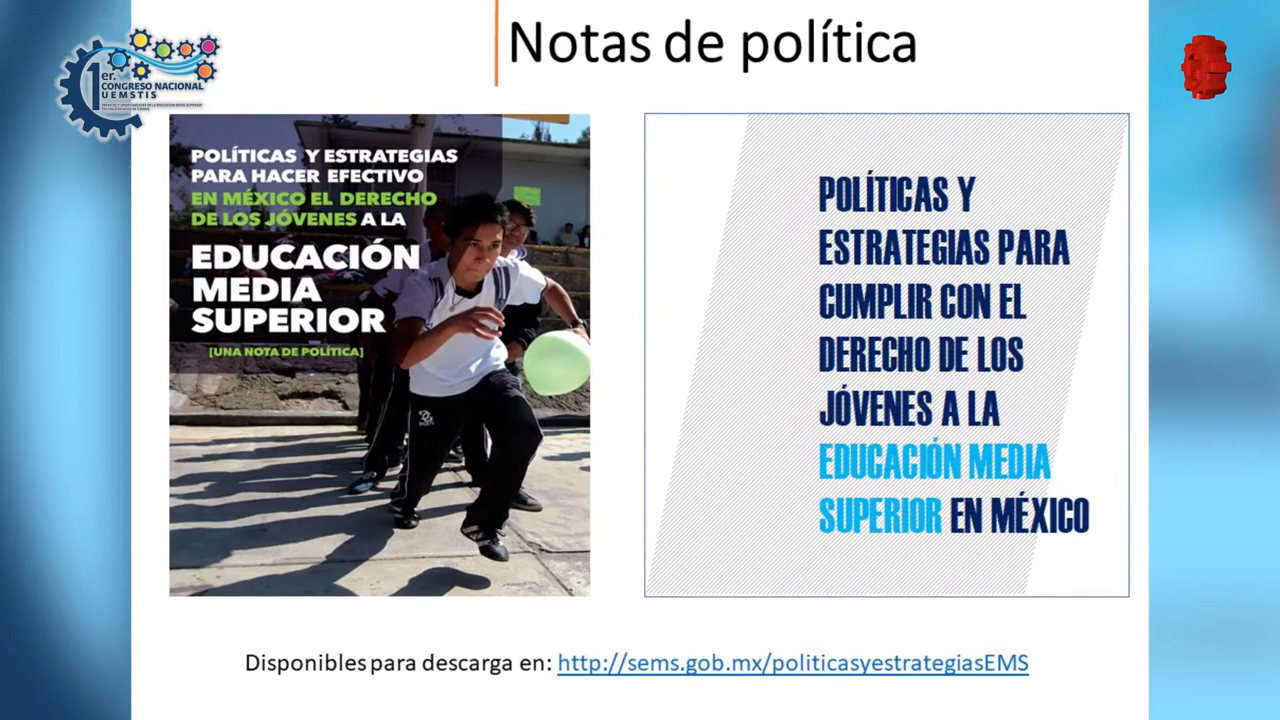 Notas de política
1er.
CONGRESO NACIONAL
UEMSTIS
POLÍTICAS Y ESTRATEGIAS
PARA HACER EFECTIVO
EN MÉXICO EL DERECHO
DE LOS JÓVENES A LA
EDUCACIÓN
MEDIA
SUPERIOR
[UNA NOTA DE POLÍTICA]
POLÍTICAS Y
ESTRATEGIAS PARA
CUMPLIR CON EL
DERECHO DE LOS
JÓVENES A LA
EDUCACIÓN MEDIA
SUPERIOR EN MÉXICO
Disponibles para descarga en: http://sems.gob.mx/politicasyestrategiasEMS